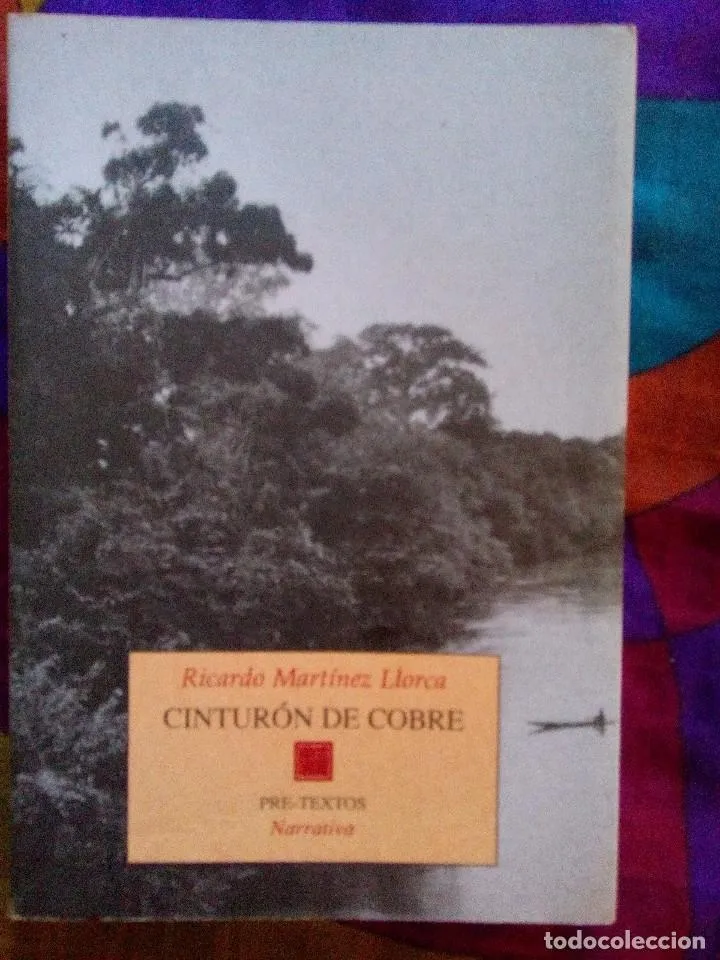 Ricardo Martínez Llorca
CINTURÓN DE COBRE
PRE-TEXTOS
Narrativa
todocoleccion